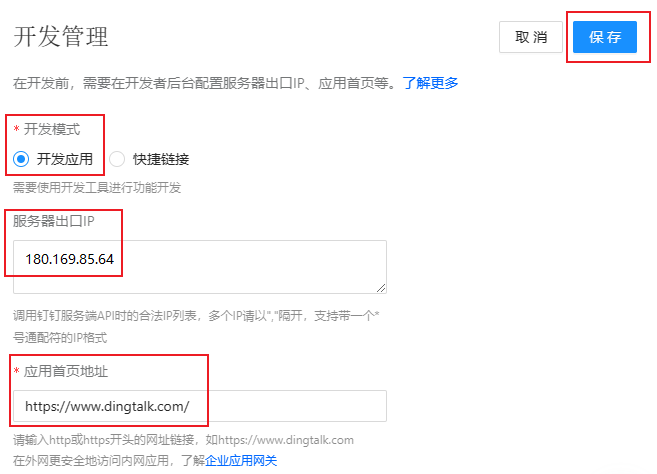 开发管理
取 消
保 存
在开发前，需要在开发者后台配置服务器出口IP、应用首页等。了解更多
* 开发模式
开发应用
快捷链接
需要使用开发工具进行功能开发
服务器出口IP
180.169.85.64
调用钉钉服务端API时的合法IP列表，多个IP请以","隔开，支持带一个*
号通配符的IP格式
* 应用首页地址
https://www.dingtalk.com/
请输入http或https开头的网址链接，如https://www.dingtalk.com
在外网更安全地访问内网应用，了解企业应用网关